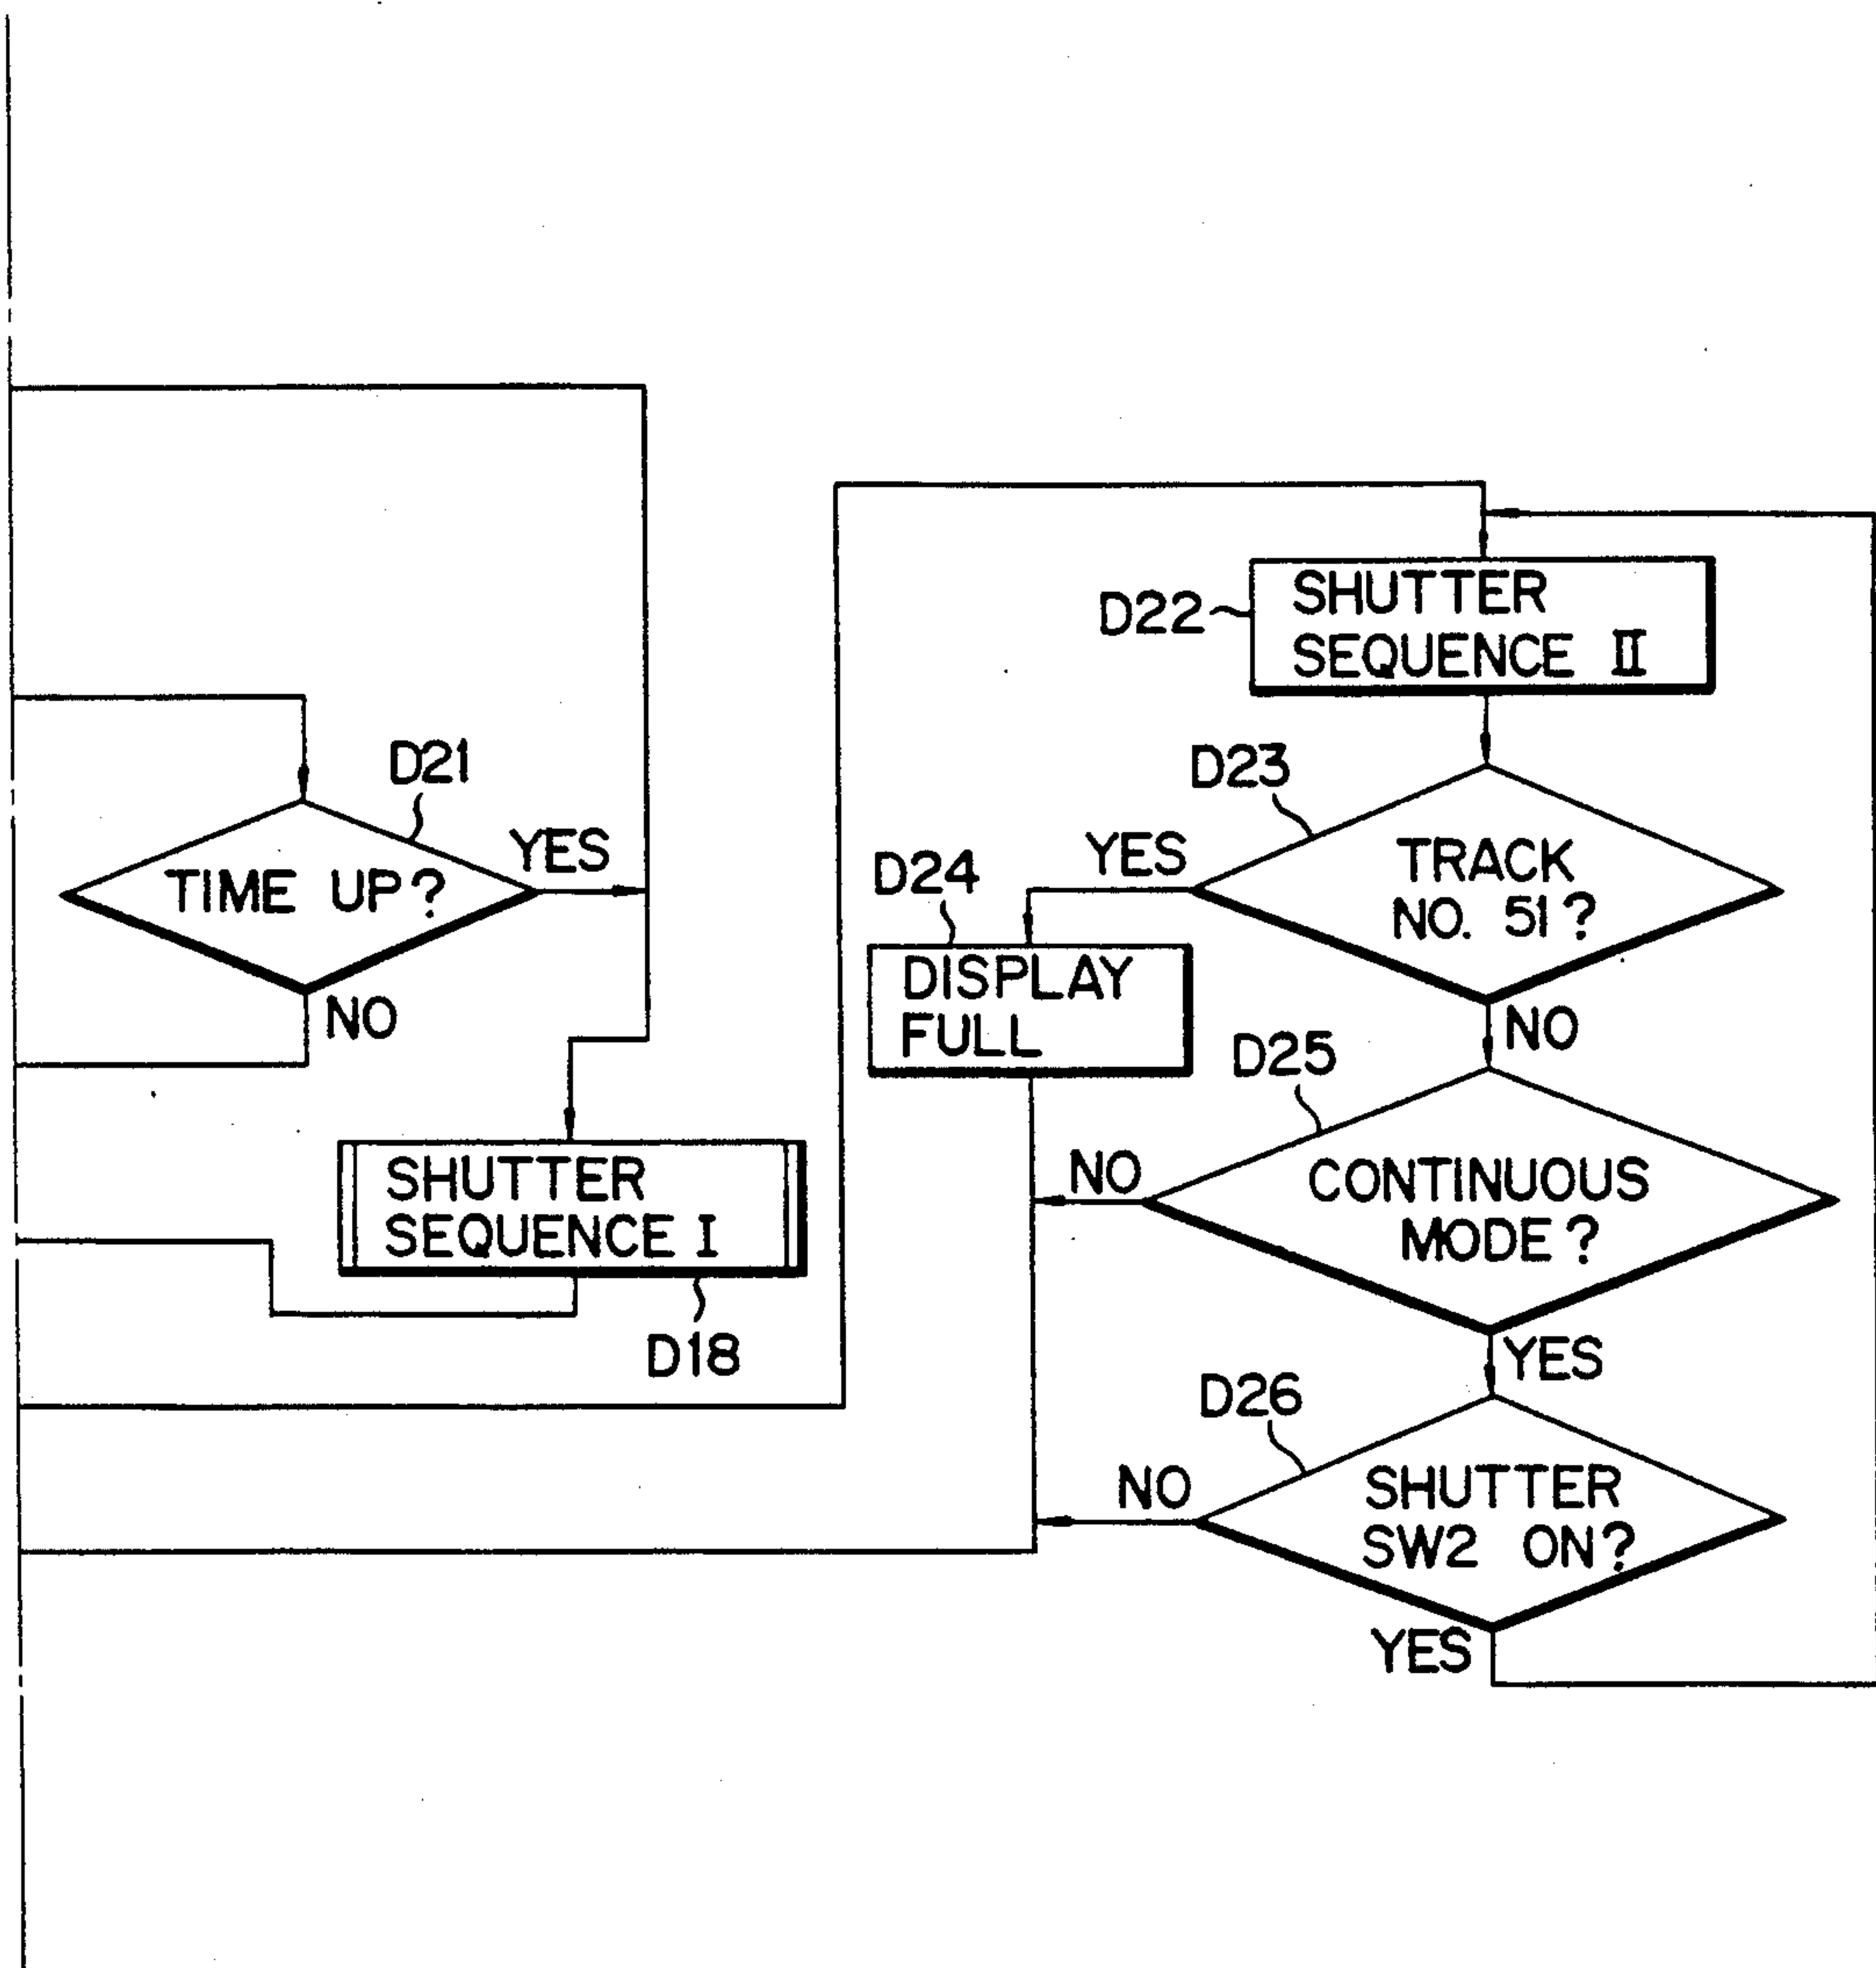 D21
TIME UP?
YES
NO
SHUTTER
SEQUENCE I
D18
D22
SHUTTER
SEQUENCE II
D23
TRACK
NO. 51?
YES
NO
D24
DISPLAY
FULL
D25
CONTINUOUS
MODE?
NO
YES
D26
SHUTTER
SW2 ON?
NO
YES